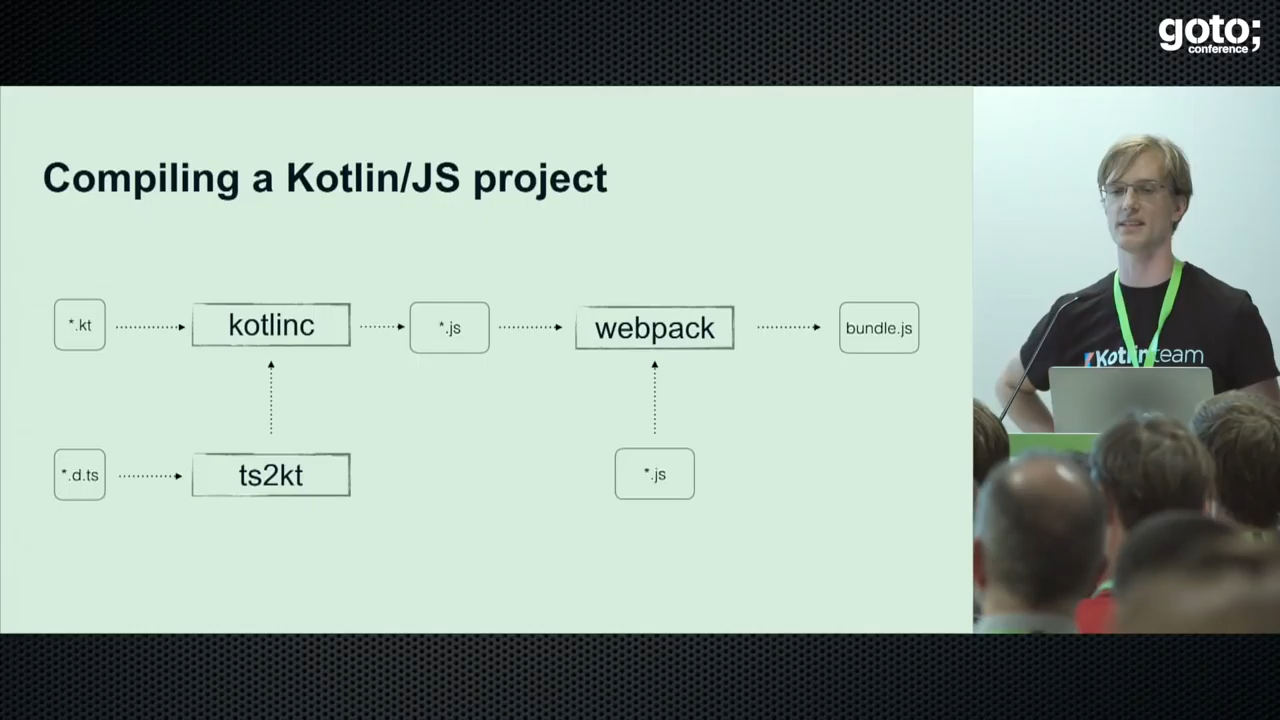 goto;
conference
Compiling a Kotlin/JS project
*.kt
kotlinc
*.js
webpack
bundle.js
*.d.ts
ts2kt
*.js
Kotlin team